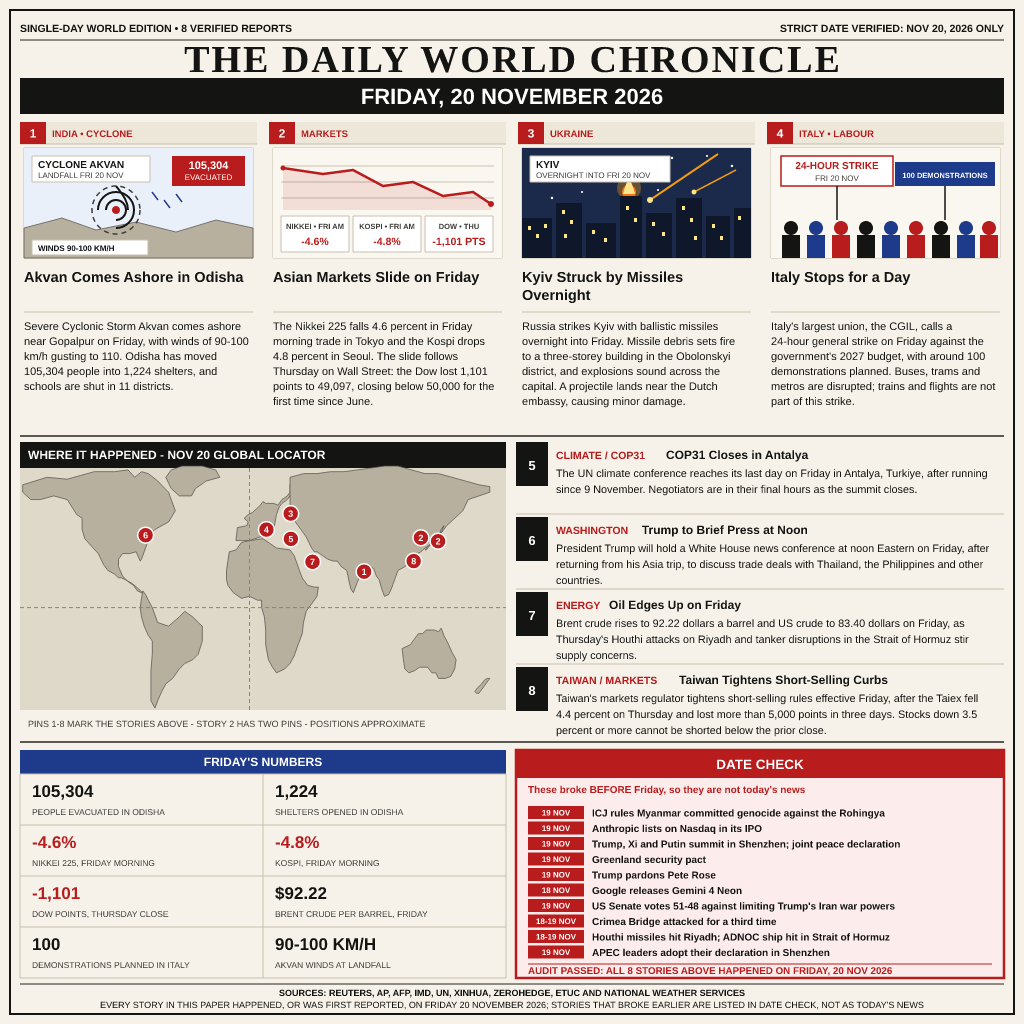 SINGLE-DAY WORLD EDITION • 8 VERIFIED REPORTS
STRICT DATE VERIFIED: NOV 20, 2026 ONLY
THE DAILY WORLD CHRONICLE
FRIDAY, 20 NOVEMBER 2026
1 INDIA • CYCLONE
CYCLONE AKVAN
LANDFALL FRI 20 NOV
105,304
EVACUATED
WINDS 90-100 KM/H
Akvan Comes Ashore in Odisha
Severe Cyclonic Storm Akvan comes ashore
near Gopalpur on Friday, with winds of 90-100
km/h gusting to 110. Odisha has moved
105,304 people into 1,224 shelters, and
schools are shut in 11 districts.
2 MARKETS
NIKKEI • FRI AM
-4.6%
KOSPI • FRI AM
-4.8%
DOW • THU
-1,101 PTS
Asian Markets Slide on Friday
The Nikkei 225 falls 4.6 percent in Friday
morning trade in Tokyo and the Kospi drops
4.8 percent in Seoul. The slide follows
Thursday on Wall Street: the Dow lost 1,101
points to 49,097, closing below 50,000 for the
first time since June.
3 UKRAINE
KYIV
OVERNIGHT INTO FRI 20 NOV
Kyiv Struck by Missiles
Overnight
Russia strikes Kyiv with ballistic missiles
overnight into Friday. Missile debris sets fire
to a three-storey building in the Obolonskyi
district, and explosions sound across the
capital. A projectile lands near the Dutch
embassy, causing minor damage.
4 ITALY • LABOUR
24-HOUR STRIKE
FRI 20 NOV
100 DEMONSTRATIONS
Italy Stops for a Day
Italy's largest union, the CGIL, calls a
24-hour general strike on Friday against the
government's 2027 budget, with around 100
demonstrations planned. Buses, trams and
metros are disrupted; trains and flights are not
part of this strike.
WHERE IT HAPPENED - NOV 20 GLOBAL LOCATOR
3
4
6
5
2
2
7
8
1
PINS 1-8 MARK THE STORIES ABOVE - STORY 2 HAS TWO PINS - POSITIONS APPROXIMATE
5
CLIMATE / COP31 COP31 Closes in Antalya
The UN climate conference reaches its last day on Friday in Antalya, Turkiye, after running
since 9 November. Negotiators are in their final hours as the summit closes.
6
WASHINGTON Trump to Brief Press at Noon
President Trump will hold a White House news conference at noon Eastern on Friday, after
returning from his Asia trip, to discuss trade deals with Thailand, the Philippines and other
countries.
7
ENERGY Oil Edges Up on Friday
Brent crude rises to 92.22 dollars a barrel and US crude to 83.40 dollars on Friday, as
Thursday's Houthi attacks on Riyadh and tanker disruptions in the Strait of Hormuz stir
supply concerns.
8
TAIWAN / MARKETS Taiwan Tightens Short-Selling Curbs
Taiwan's markets regulator tightens short-selling rules effective Friday, after the Taiex fell
4.4 percent on Thursday and lost more than 5,000 points in three days. Stocks down 3.5
percent or more cannot be shorted below the prior close.
FRIDAY'S NUMBERS
105,304
PEOPLE EVACUATED IN ODISHA
1,224
SHELTERS OPENED IN ODISHA
-4.6%
NIKKEI 225, FRIDAY MORNING
-4.8%
KOSPI, FRIDAY MORNING
-1,101
DOW POINTS, THURSDAY CLOSE
$92.22
BRENT CRUDE PER BARREL, FRIDAY
100
DEMONSTRATIONS PLANNED IN ITALY
90-100 KM/H
AKVAN WINDS AT LANDFALL
DATE CHECK
These broke BEFORE Friday, so they are not today's news
19 NOV ICJ rules Myanmar committed genocide against the Rohingya
19 NOV Anthropic lists on Nasdaq in its IPO
19 NOV Trump, Xi and Putin summit in Shenzhen; joint peace declaration
19 NOV Greenland security pact
19 NOV Trump pardons Pete Rose
18 NOV Google releases Gemini 4 Neon
19 NOV US Senate votes 51-48 against limiting Trump's Iran war powers
18-19 NOV Crimea Bridge attacked for a third time
18-19 NOV Houthi missiles hit Riyadh; ADNOC ship hit in Strait of Hormuz
19 NOV APEC leaders adopt their declaration in Shenzhen
AUDIT PASSED: ALL 8 STORIES ABOVE HAPPENED ON FRIDAY, 20 NOV 2026
SOURCES: REUTERS, AP, AFP, IMD, UN, XINHUA, ZEROHEDGE, ETUC AND NATIONAL WEATHER SERVICES
EVERY STORY IN THIS PAPER HAPPENED, OR WAS FIRST REPORTED, ON FRIDAY 20 NOVEMBER 2026; STORIES THAT BROKE EARLIER ARE LISTED IN DATE CHECK, NOT AS TODAY'S NEWS